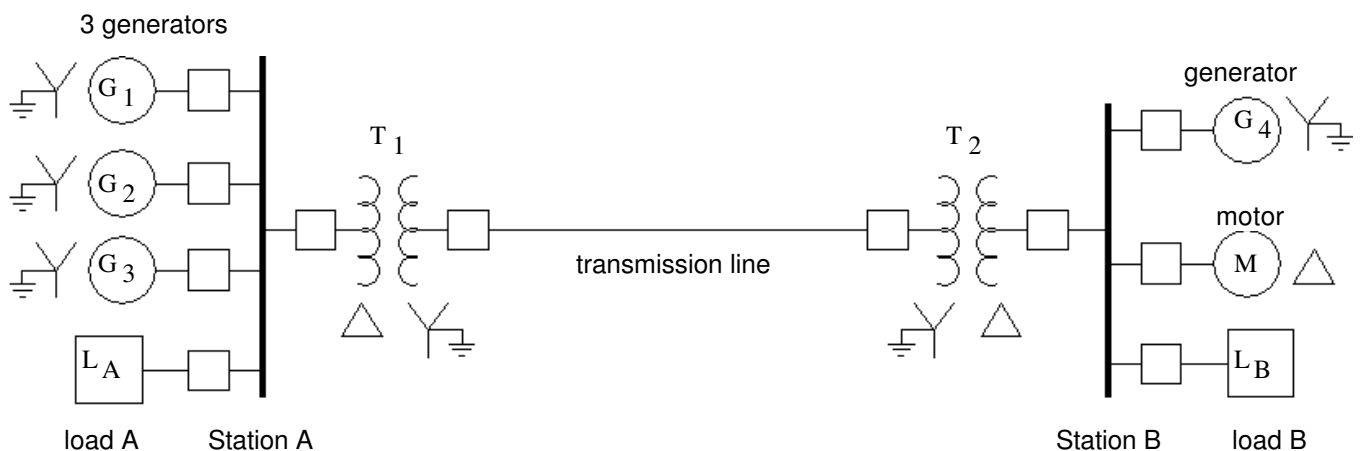 3 generators
G1
G2
G3
LA
load A
Station A
T1
transmission line
T2
generator
G4
motor
M
LB
Station B
load B